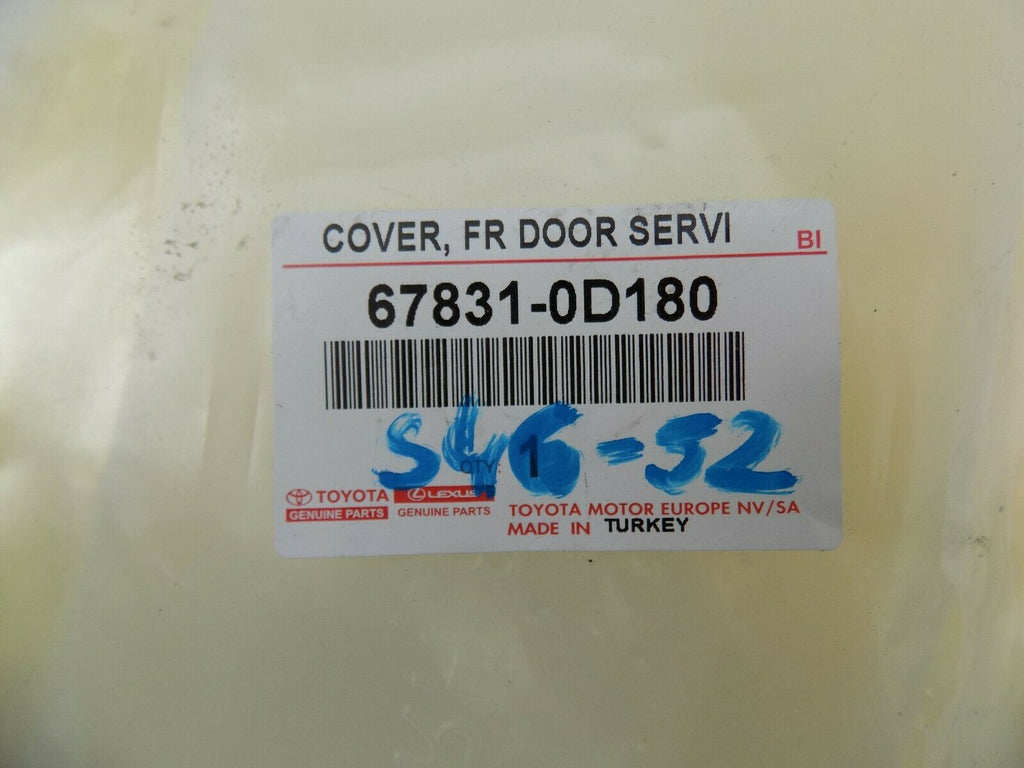 COVER, FR DOOR SERVI
BI
67831-0D180
S46-52
QTY: 1
TOYOTA
GENUINE PARTS
LEXUS
GENUINE PARTS
TOYOTA MOTOR EUROPE NV/SA
MADE IN TURKEY